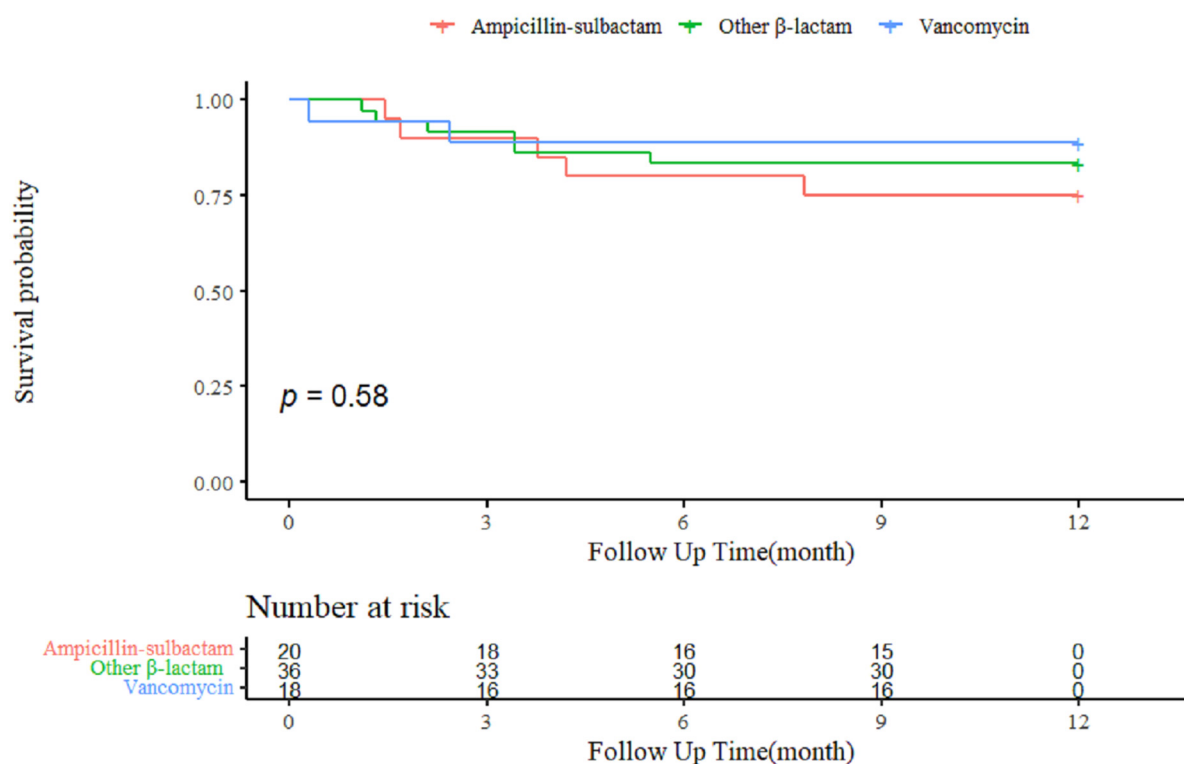 Ampicillin-sulbactam Other β-lactam Vancomycin
Survival probability
1.00
0.75
0.50
0.25
0.00
p = 0.58
0 3 6 9 12
Follow Up Time(month)
Number at risk
Ampicillin-sulbactam 20 18 16 15 0
Other β-lactam 36 33 30 30 0
Vancomycin 18 16 16 16 0
0 3 6 9 12
Follow Up Time(month)